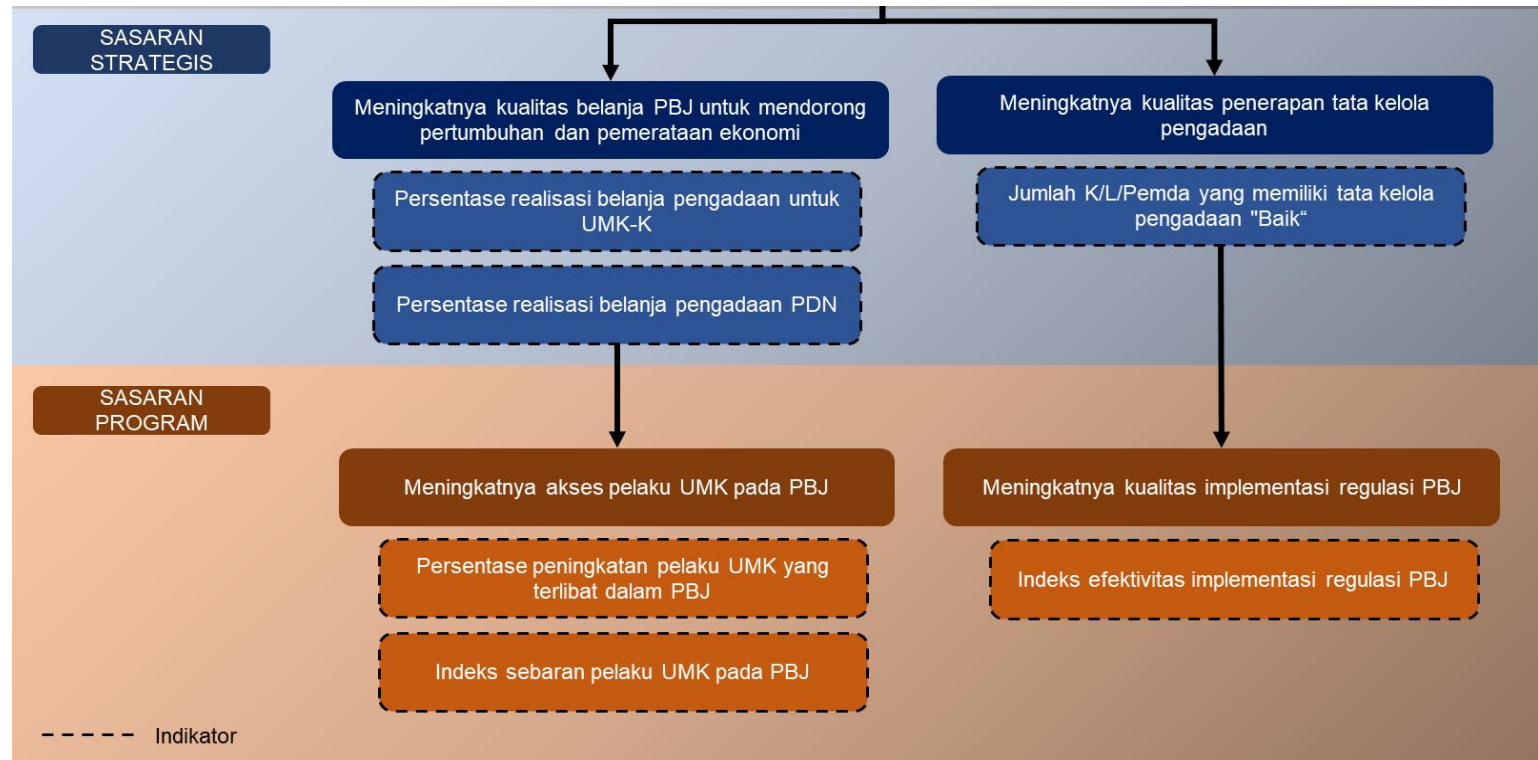 SASARAN
STRATEGIS
Meningkatnya kualitas belanja PBJ untuk mendorong
pertumbuhan dan pemerataan ekonomi
Persentase realisasi belanja pengadaan untuk
UMK-K
Persentase realisasi belanja pengadaan PDN
Meningkatnya kualitas penerapan tata kelola
pengadaan
Jumlah K/L/Pemda yang memiliki tata kelola
pengadaan "Baik“
SASARAN
PROGRAM
Meningkatnya akses pelaku UMK pada PBJ
Persentase peningkatan pelaku UMK yang
terlibat dalam PBJ
Indeks sebaran pelaku UMK pada PBJ
Meningkatnya kualitas implementasi regulasi PBJ
Indeks efektivitas implementasi regulasi PBJ
Indikator